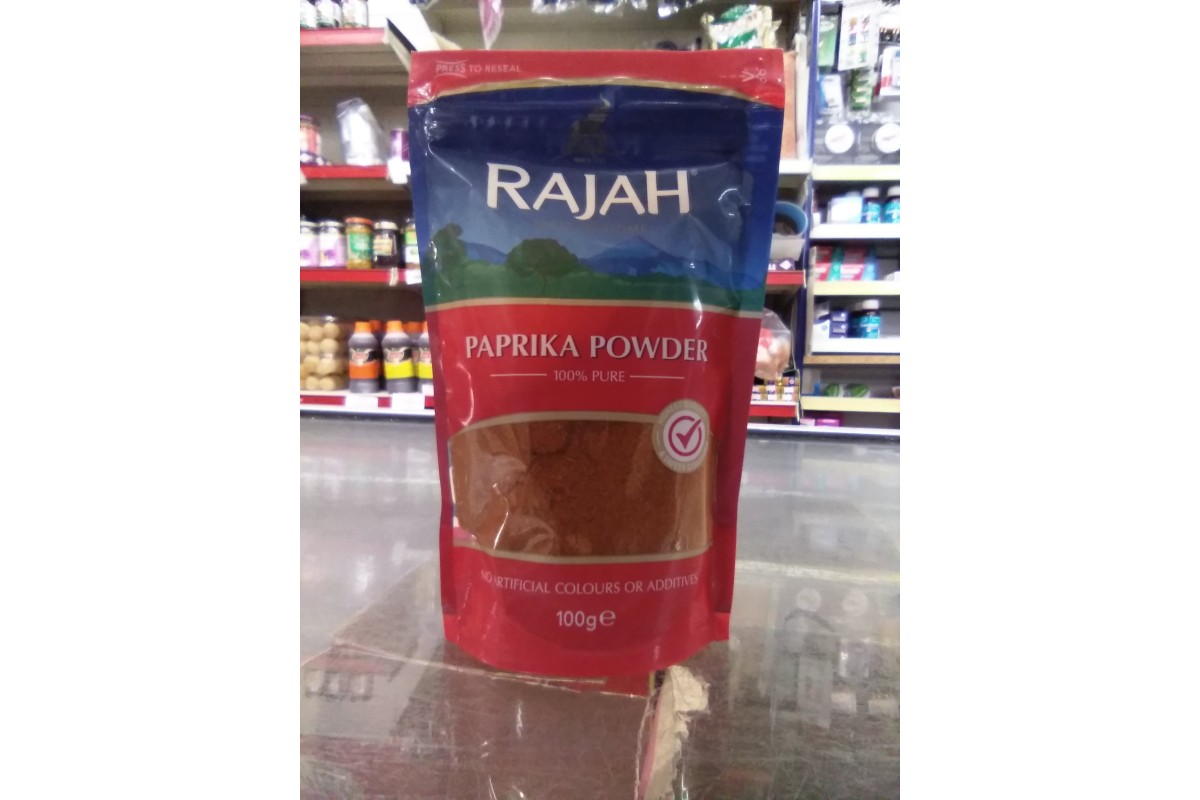 PRESS TO RESEAL
RAJAH
PAPRIKA POWDER
100% PURE
NO ARTIFICIAL COLOURS OR ADDITIVES
100g e